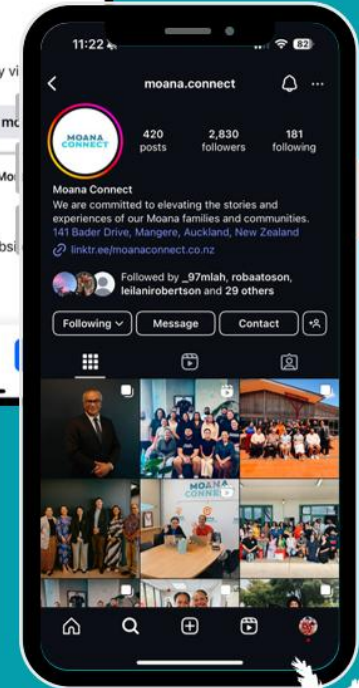 11:22
82
moana.connect
MOANA
CONNECT
420
posts
2,830
followers
181
following
Moana Connect
We are committed to elevating the stories and
experiences of our Moana families and communities.
141 Bader Drive, Mangere, Auckland, New Zealand
linktr.ee/moanaconnect.co.nz
Followed by _97mlah, robaatoson,
leilanirobertson and 29 others
Following
Message
Contact
MOANA
CONNECT